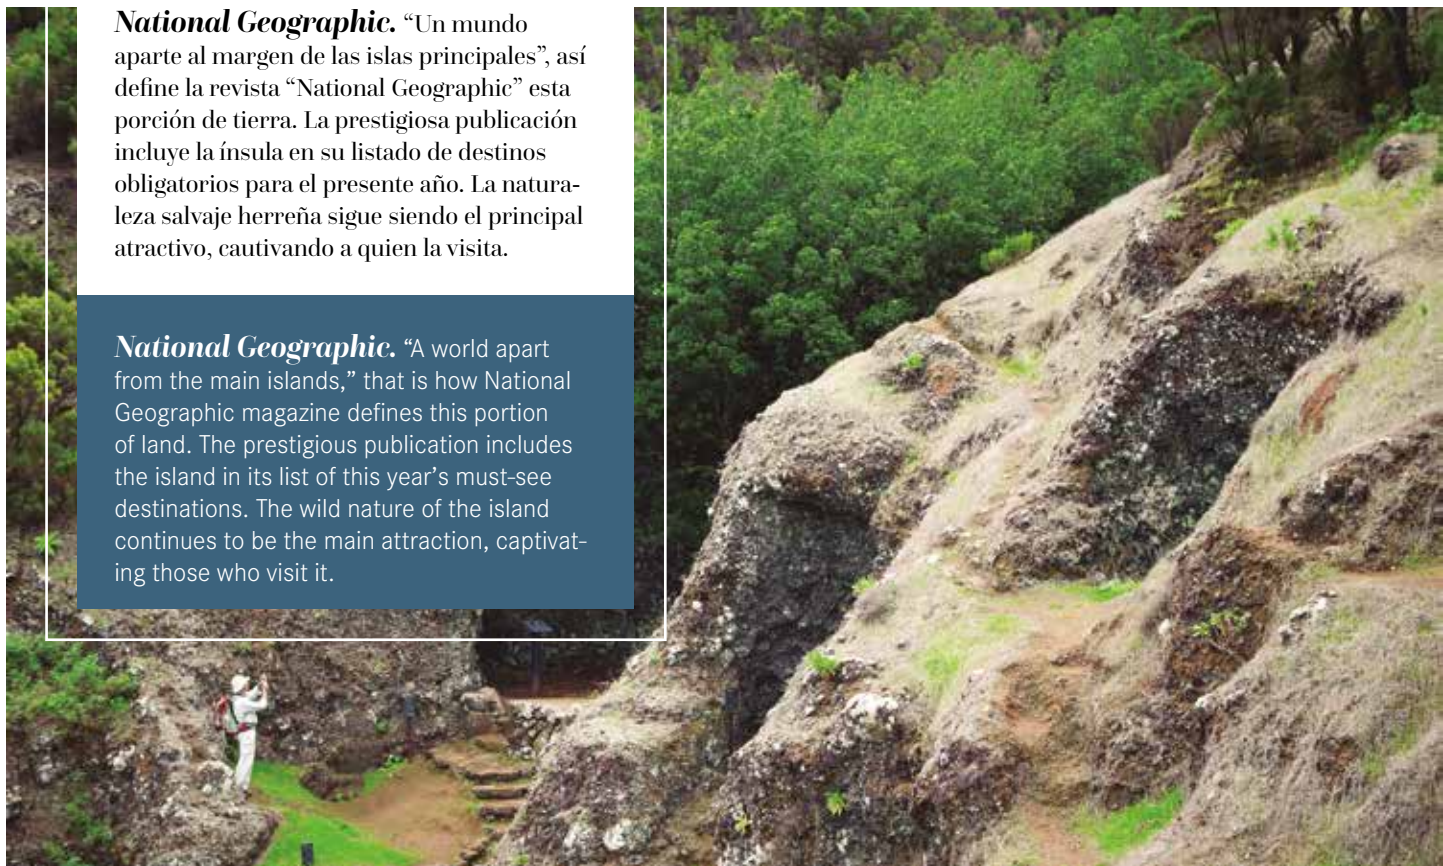 National Geographic. “Un mundo
aparte al margen de las islas principales”, así
define la revista “National Geographic” esta
porción de tierra. La prestigiosa publicación
incluye la ínsula en su listado de destinos
obligatorios para el presente año. La natura-
leza salvaje herreña sigue siendo el principal
atractivo, cautivando a quien la visita.
National Geographic. “A world apart
from the main islands,” that is how National
Geographic magazine defines this portion
of land. The prestigious publication includes
the island in its list of this year’s must-see
destinations. The wild nature of the island
continues to be the main attraction, captivat-
ing those who visit it.